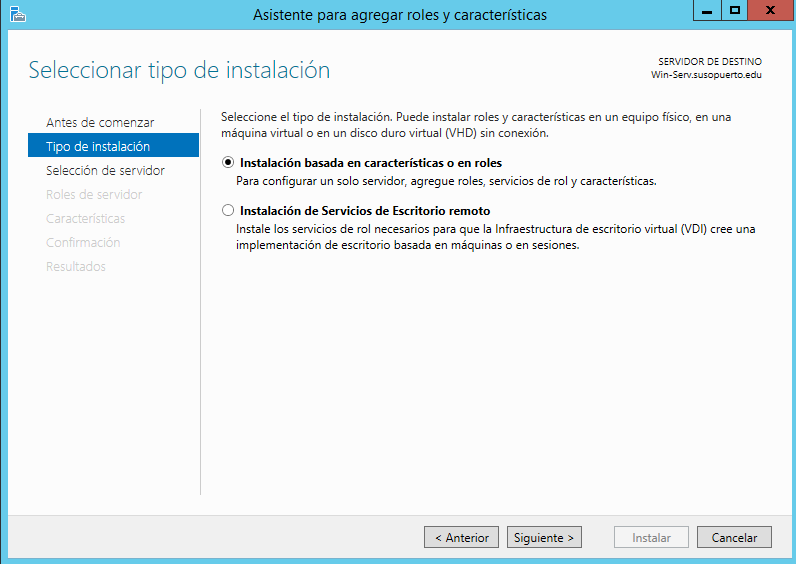 Asistente para agregar roles y características
Seleccionar tipo de instalación
SERVIDOR DE DESTINO
Win-Serv.susopuerto.edu
Antes de comenzar
Tipo de instalación
Selección de servidor
Roles de servidor
Características
Confirmación
Resultados
Seleccione el tipo de instalación. Puede instalar roles y características en un equipo físico, en una
máquina virtual o en un disco duro virtual (VHD) sin conexión.
Instalación basada en características o en roles
Para configurar un solo servidor, agregue roles, servicios de rol y características.
Instalación de Servicios de Escritorio remoto
Instale los servicios de rol necesarios para que la Infraestructura de escritorio virtual (VDI) cree una
implementación de escritorio basada en máquinas o en sesiones.
< Anterior
Siguiente >
Instalar
Cancelar